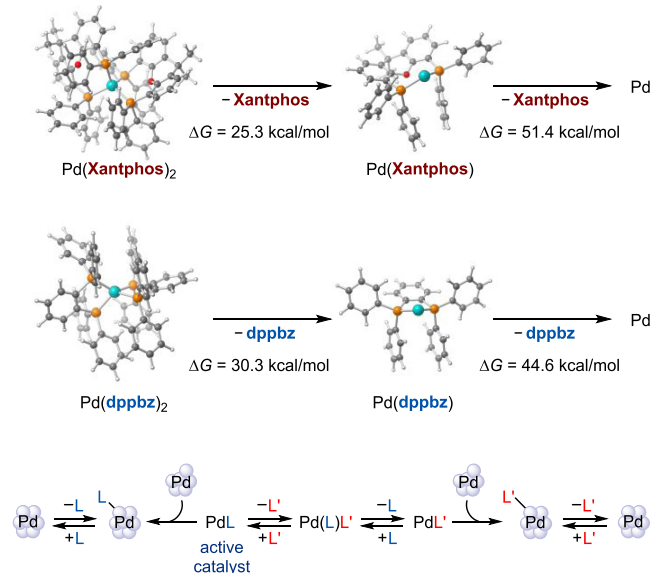 − Xantphos
− Xantphos
Pd
ΔG = 25.3 kcal/mol
ΔG = 51.4 kcal/mol
Pd(Xantphos)₂
Pd(Xantphos)
− dppbz
− dppbz
Pd
ΔG = 30.3 kcal/mol
ΔG = 44.6 kcal/mol
Pd(dppbz)₂
Pd(dppbz)
Pd
Pd
L
L'
Pd −L +L Pd PdL −L' +L' Pd(L)L' −L +L PdL' Pd −L' +L' Pd
active
catalyst